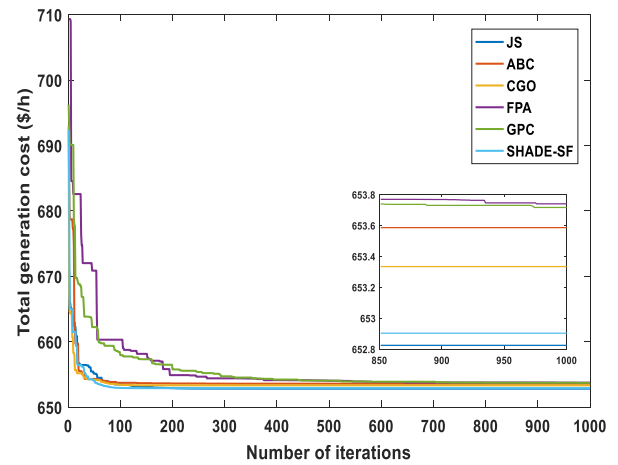 Total generation cost ($/h)
710
700
690
680
670
660
650
0 100 200 300 400 500 600 700 800 900 1000
Number of iterations
JS
ABC
CGO
FPA
GPC
SHADE-SF
653.8
653.6
653.4
653.2
653
652.8
850 900 950 1000